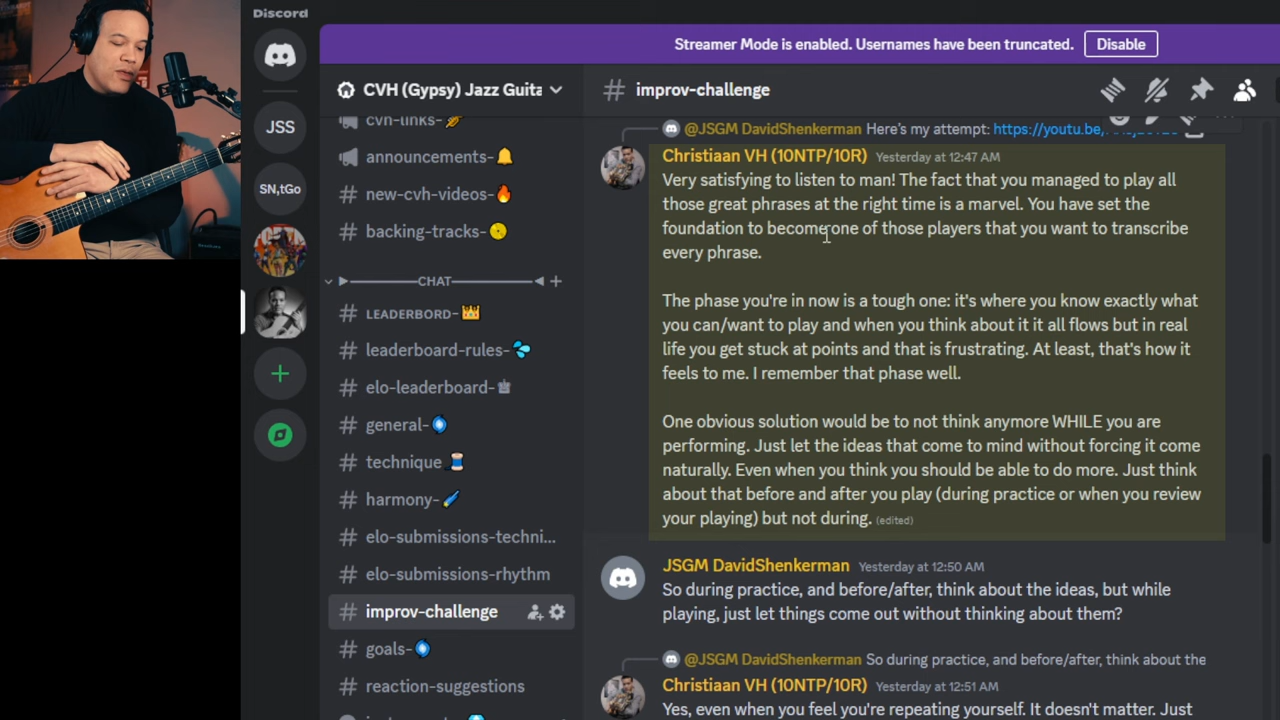 Discord
Streamer Mode is enabled. Usernames have been truncated.
Disable
JSS
SN,tGo
CVH (Gypsy) Jazz Guita
cvh-links-
announcements-
# new-cvh-videos-
# backing-tracks-
CHAT
# LEADERBORD-
# leaderboard-rules-
# elo-leaderboard-
# general-
# technique
# harmony-
# elo-submissions-techni...
# elo-submissions-rhythm
# improv-challenge
# goals-
# reaction-suggestions
# improv-challenge
@JSGM DavidShenkerman Here's my attempt: https://youtu.be/
Christiaan VH (10NTP/10R) Yesterday at 12:47 AM
Very satisfying to listen to man! The fact that you managed to play all
those great phrases at the right time is a marvel. You have set the
foundation to become one of those players that you want to transcribe
every phrase.
The phase you're in now is a tough one: it's where you know exactly what
you can/want to play and when you think about it it all flows but in real
life you get stuck at points and that is frustrating. At least, that's how it
feels to me. I remember that phase well.
One obvious solution would be to not think anymore WHILE you are
performing. Just let the ideas that come to mind without forcing it come
naturally. Even when you think you should be able to do more. Just think
about that before and after you play (during practice or when you review
your playing) but not during. (edited)
JSGM DavidShenkerman Yesterday at 12:50 AM
So during practice, and before/after, think about the ideas, but while
playing, just let things come out without thinking about them?
@JSGM DavidShenkerman So during practice, and before/after, think about the
Christiaan VH (10NTP/10R) Yesterday at 12:51 AM
Yes, even when you feel you're repeating yourself. It doesn't matter. Just